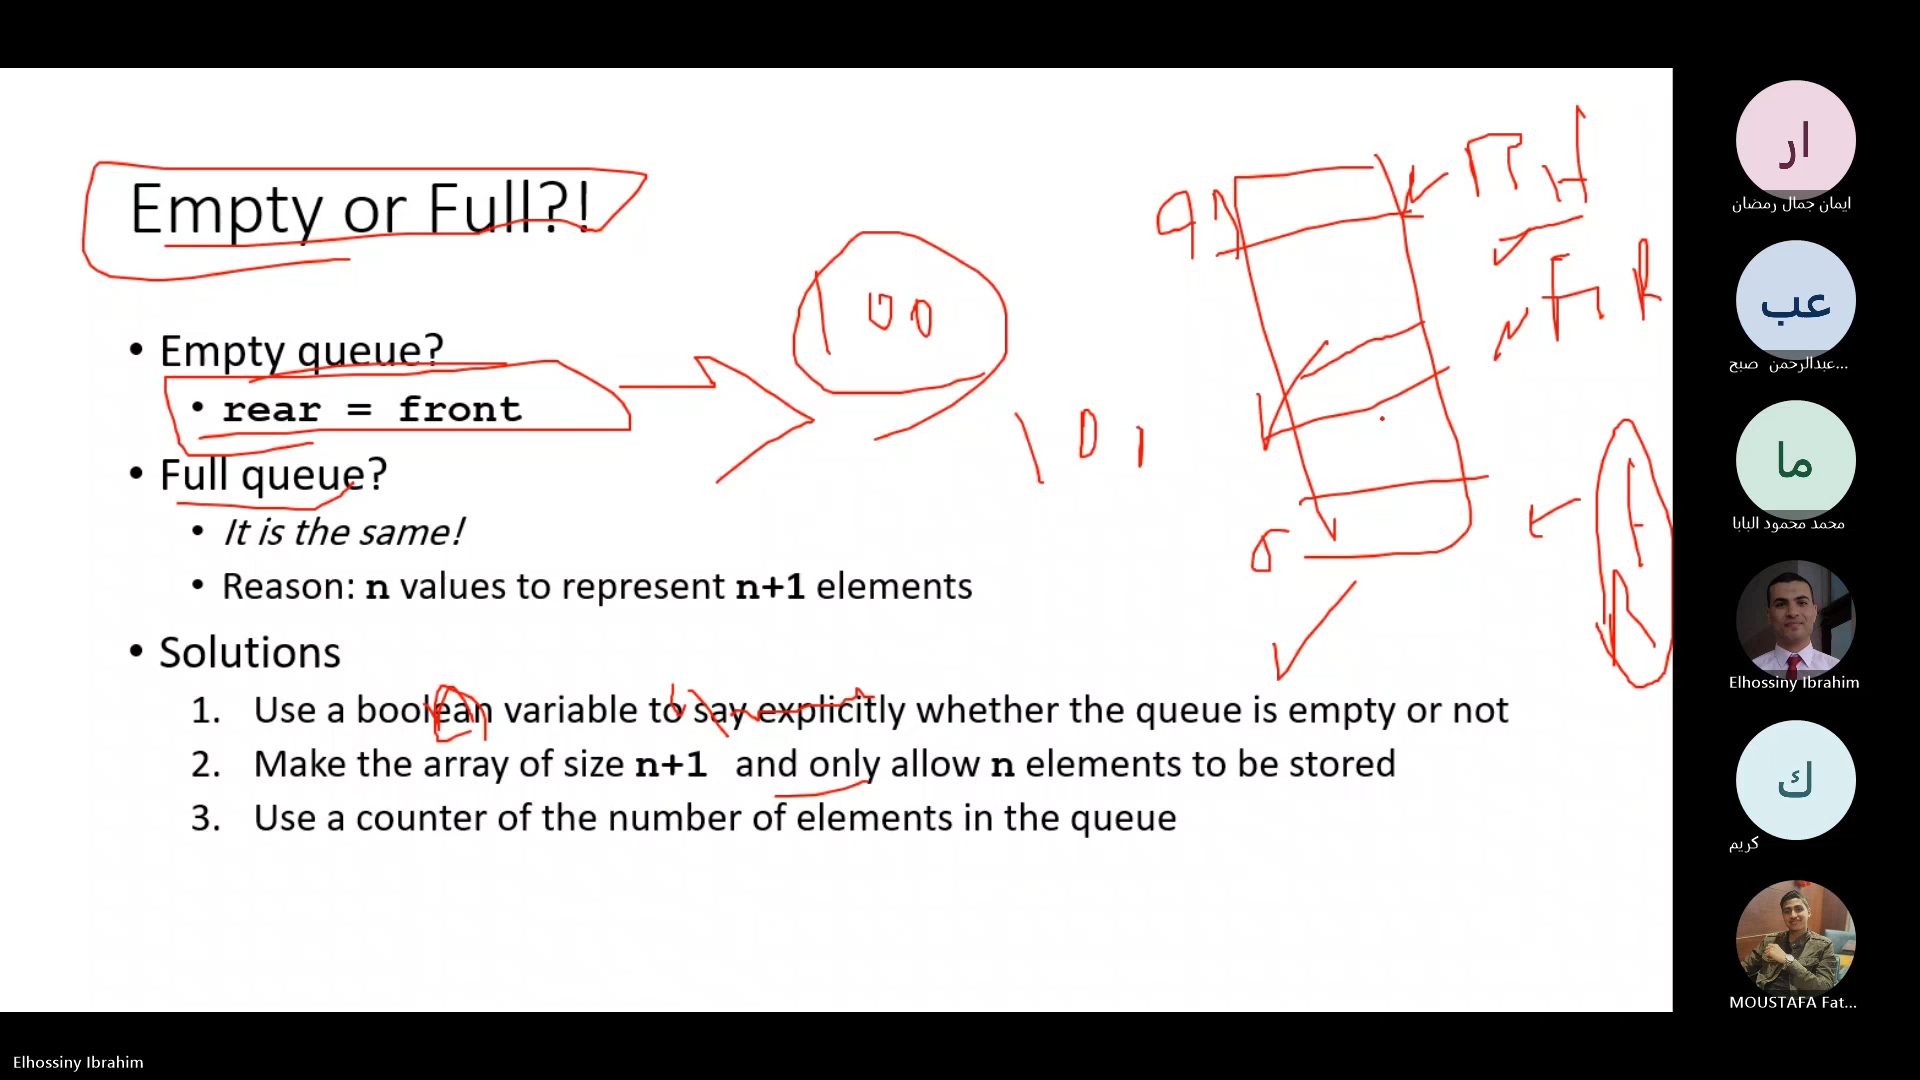 Empty or Full?!
• Empty queue?
• rear = front
• Full queue?
• It is the same!
• Reason: n values to represent n+1 elements
• Solutions
1. Use a boolean variable to say explicitly whether the queue is empty or not
2. Make the array of size n+1 and only allow n elements to be stored
3. Use a counter of the number of elements in the queue
100
101
99
F
R
ار
ايمان جمال رمضان
عب
عبدالرحمن صبح...
ما
محمد محمود البابا
Elhossiny Ibrahim
ك
كريم
MOUSTAFA Fat...
Elhossiny Ibrahim